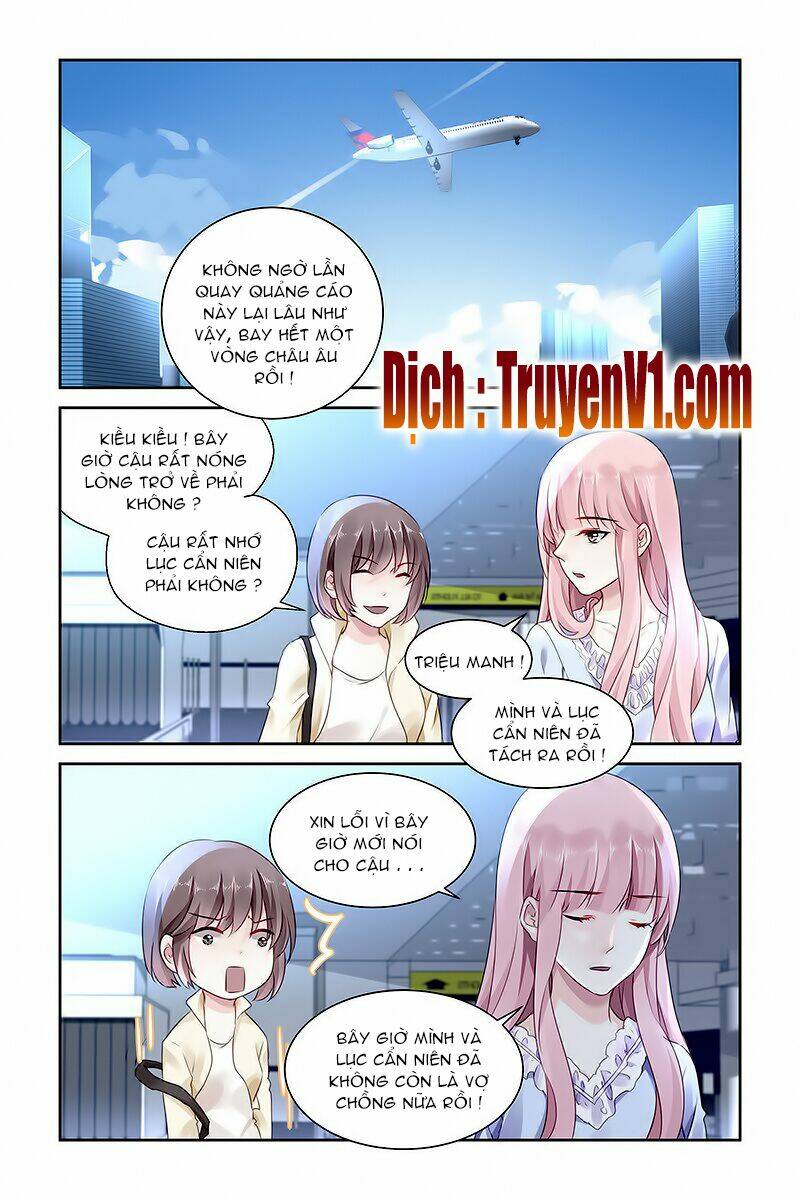 KHÔNG NGỜ LẦN
QUAY QUẢNG CÁO
NÀY LẠI LÂU NHƯ
VẬY, BAY HẾT MỘT
VÒNG CHÂU ÂU
RỒI !
Dịch : TruyenV1.com
KIỀU KIỀU ! BÂY
GIỜ CẬU RẤT NÓNG
LÒNG TRỞ VỀ PHẢI
KHÔNG ?
CẬU RẤT NHỚ
LỤC CẨN NIÊN
PHẢI KHÔNG ?
TRIỆU MANH !
MÌNH VÀ LỤC
CẨN NIÊN ĐÃ
TÁCH RA RỒI !
XIN LỖI VÌ BÂY
GIỜ MỚI NÓI
CHO CẬU . . .
BÂY GIỜ MÌNH VÀ
LỤC CẨN NIÊN ĐÃ
KHÔNG CÒN LÀ VỢ
CHỒNG NỮA RỒI !